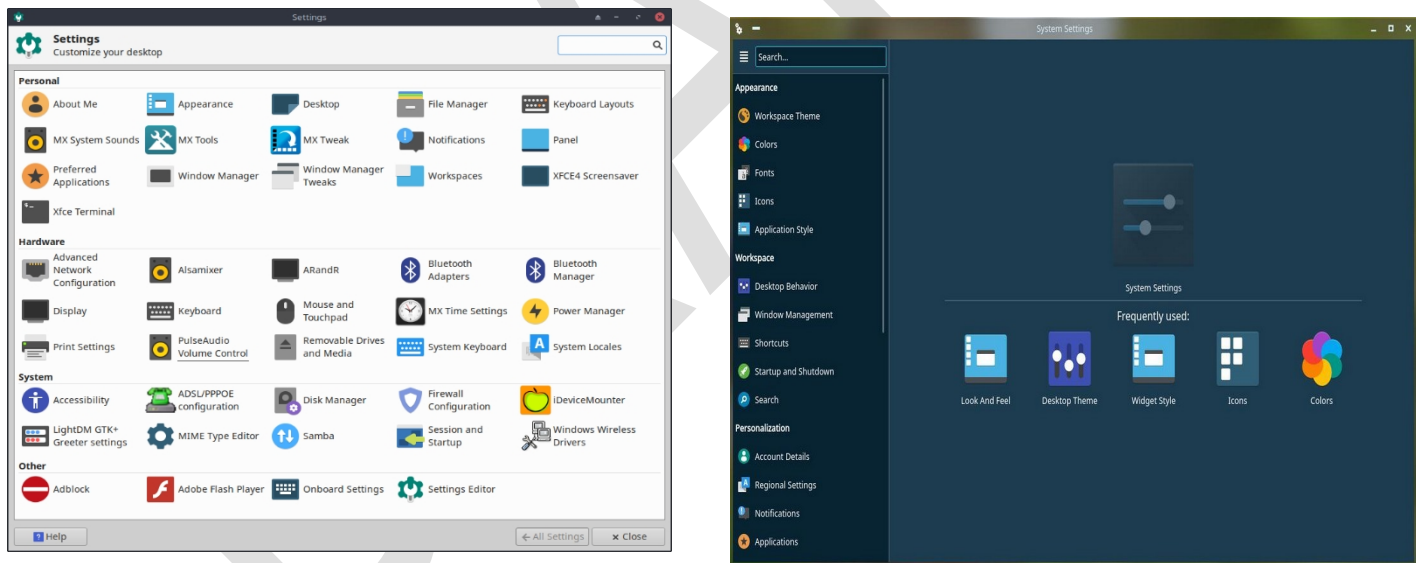 Settings
Settings
Customize your desktop
Personal
About Me
Appearance
Desktop
File Manager
Keyboard Layouts
MX System Sounds
MX Tools
MX Tweak
Notifications
Panel
Preferred
Applications
Window Manager
Window Manager
Tweaks
Workspaces
XFCE4 Screensaver
Xfce Terminal
Hardware
Advanced
Network
Configuration
Alsamixer
ARandR
Bluetooth
Adapters
Bluetooth
Manager
Display
Keyboard
Mouse and
Touchpad
MX Time Settings
Power Manager
Print Settings
PulseAudio
Volume Control
Removable Drives
and Media
System Keyboard
System Locales
System
Accessibility
ADSL/PPPOE
configuration
Disk Manager
Firewall
Configuration
iDeviceMounter
LightDM GTK+
Greeter settings
MIME Type Editor
Samba
Session and
Startup
Windows Wireless
Drivers
Other
Adblock
Adobe Flash Player
Onboard Settings
Settings Editor
Help
All Settings
Close
System Settings
Search...
Appearance
Workspace Theme
Colors
Fonts
Icons
Application Style
Workspace
Desktop Behavior
Window Management
Shortcuts
Startup and Shutdown
Search
Personalization
Account Details
Regional Settings
Notifications
Applications
System Settings
Frequently used:
Look And Feel
Desktop Theme
Widget Style
Icons
Colors